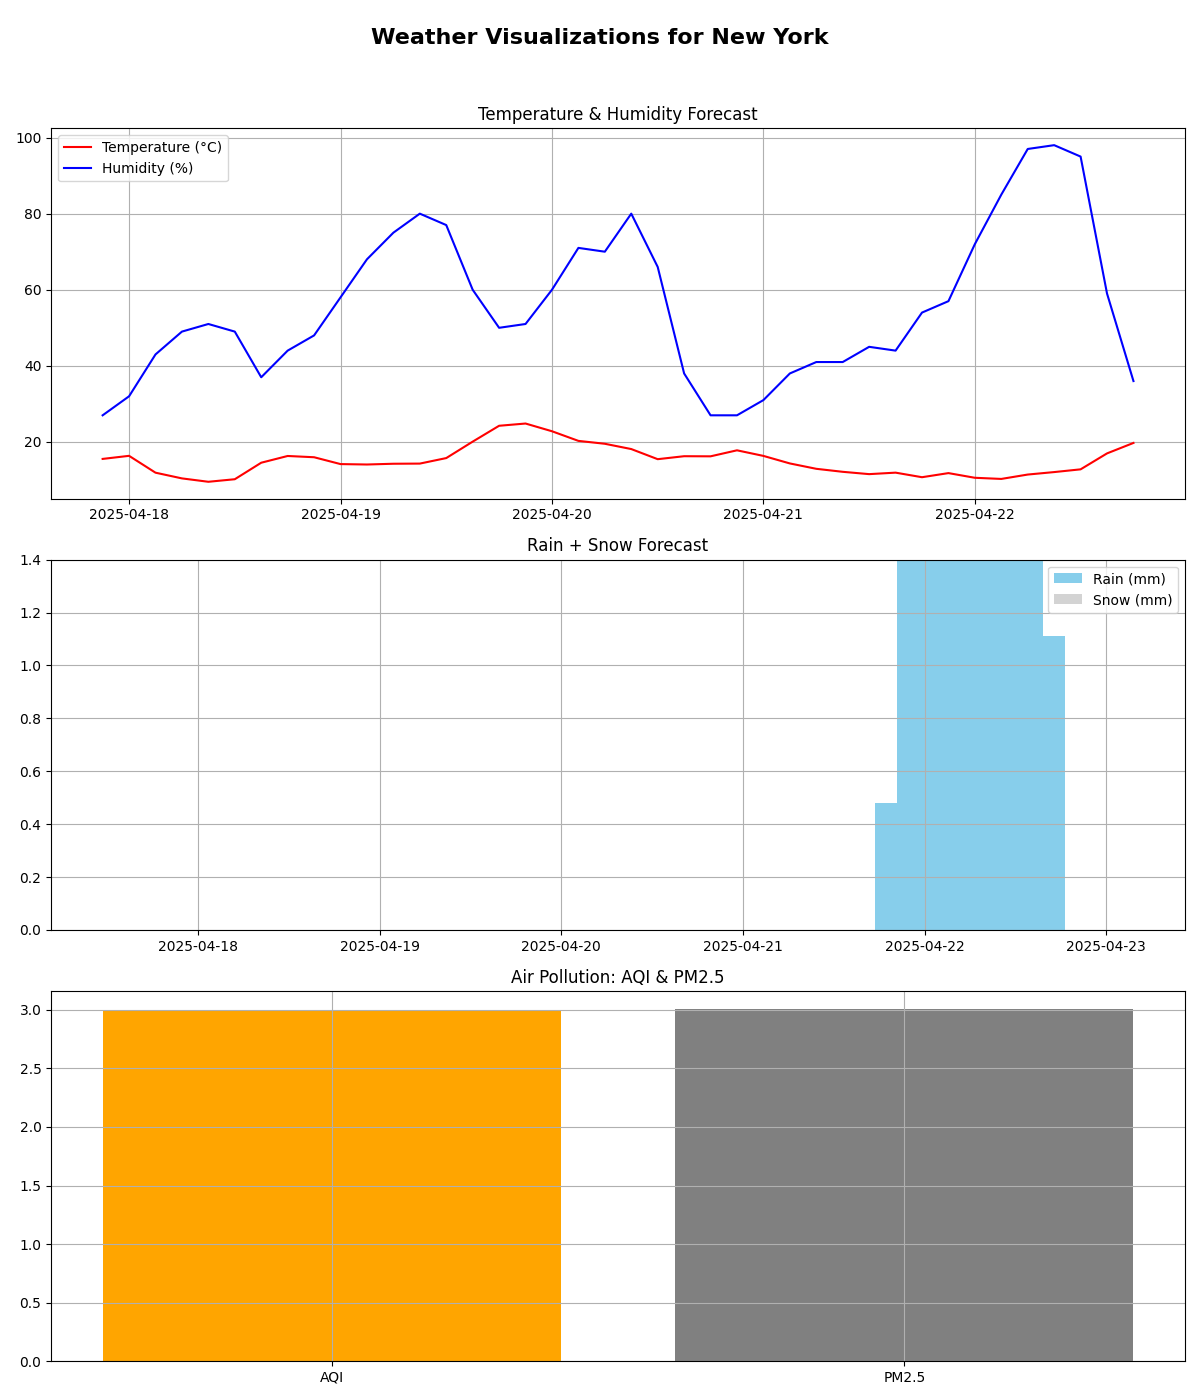 Weather Visualizations for New York
Temperature & Humidity Forecast
Temperature (°C)
Humidity (%)
100
80
60
40
20
2025-04-18 2025-04-19 2025-04-20 2025-04-21 2025-04-22
Rain + Snow Forecast
Rain (mm)
Snow (mm)
1.4
1.2
1.0
0.8
0.6
0.4
0.2
0.0
2025-04-18 2025-04-19 2025-04-20 2025-04-21 2025-04-22 2025-04-23
Air Pollution: AQI & PM2.5
3.0
2.5
2.0
1.5
1.0
0.5
0.0
AQI PM2.5